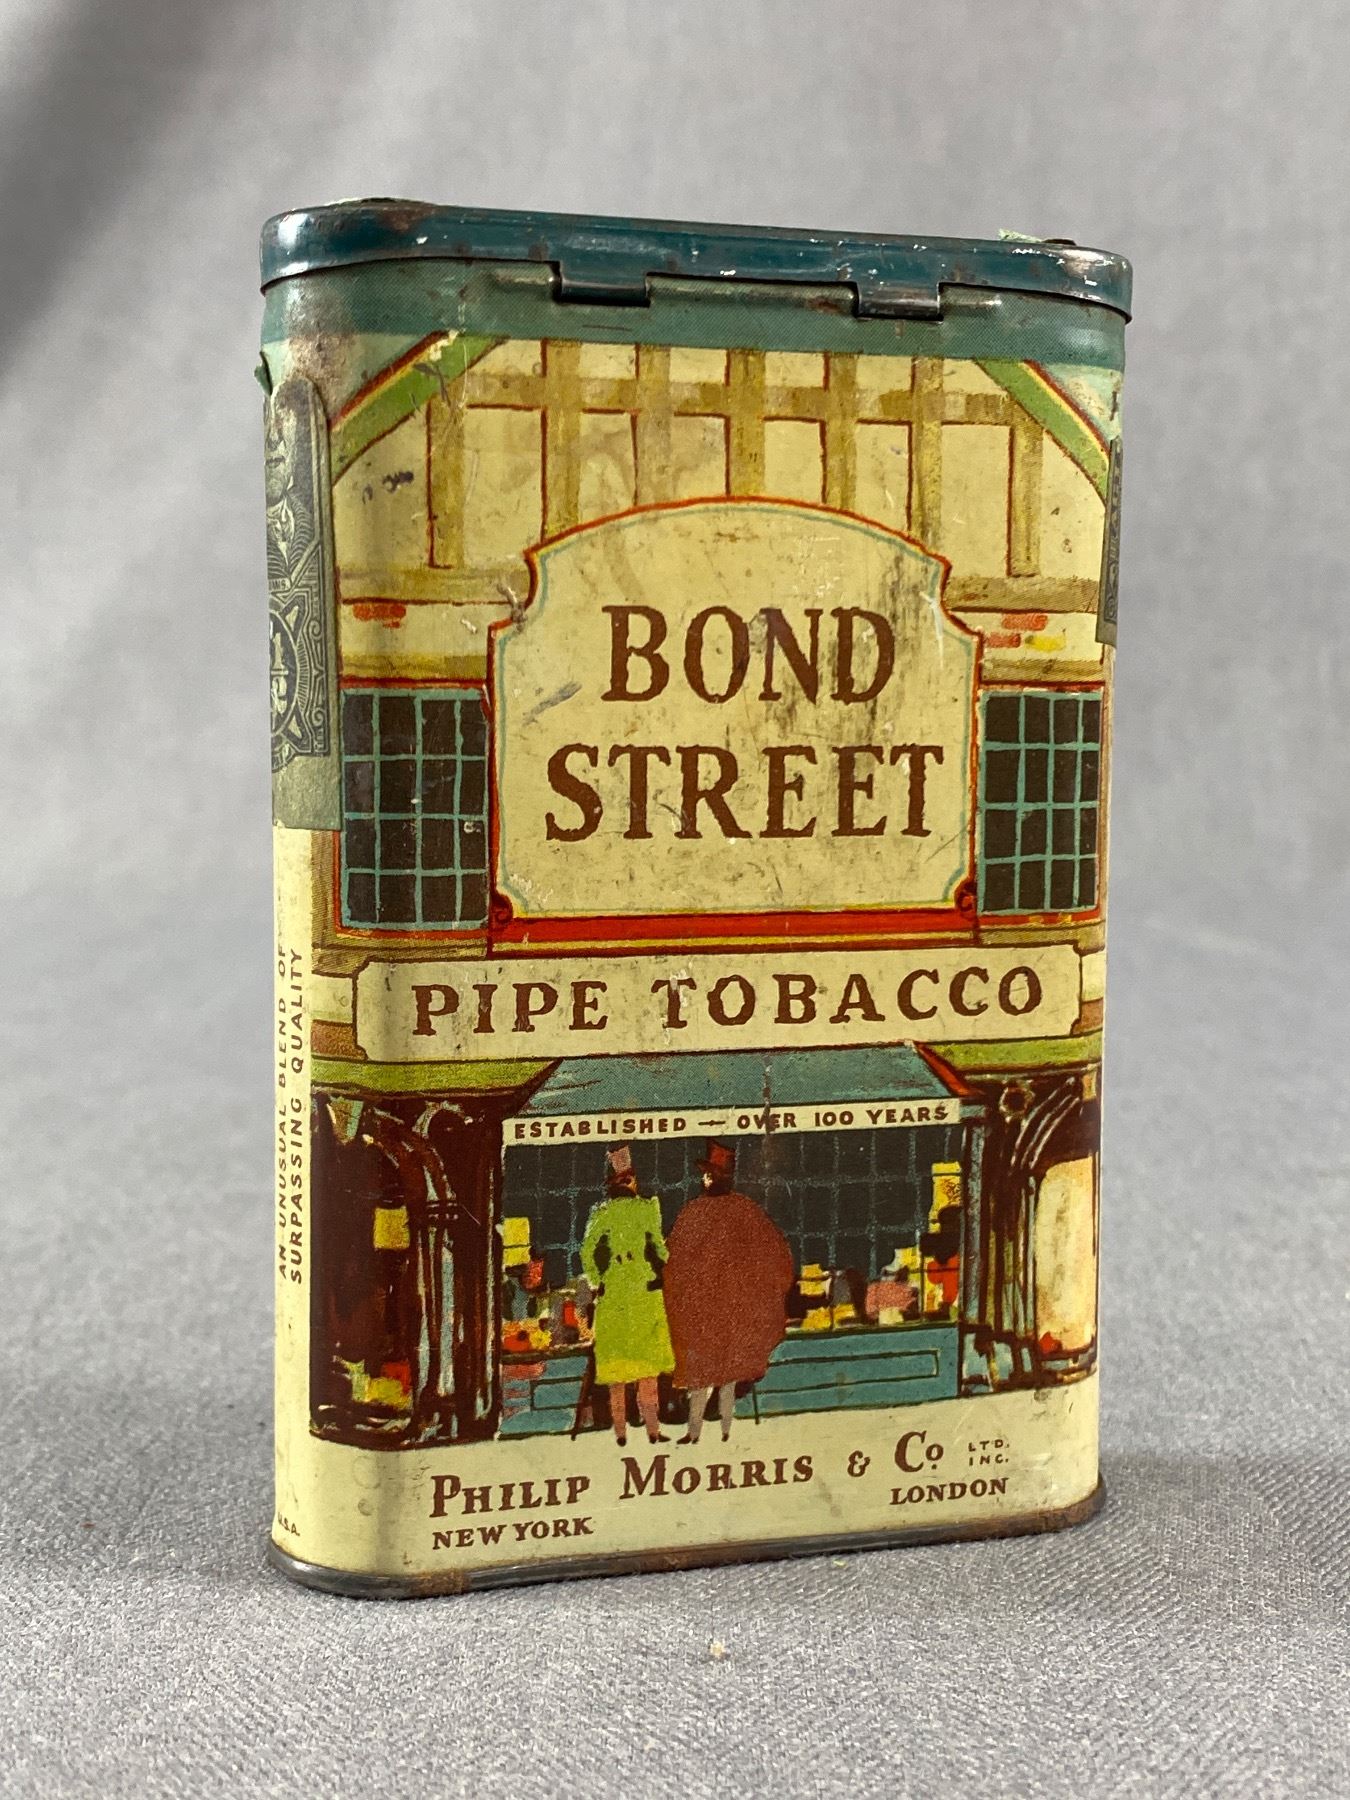 BOND
STREET
PIPE TOBACCO
ESTABLISHED — OVER 100 YEARS
PHILIP MORRIS & Co LTD.
INC.
NEW YORK LONDON
AN UNUSUAL BLEND OF
SURPASSING QUALITY
U.S.A.